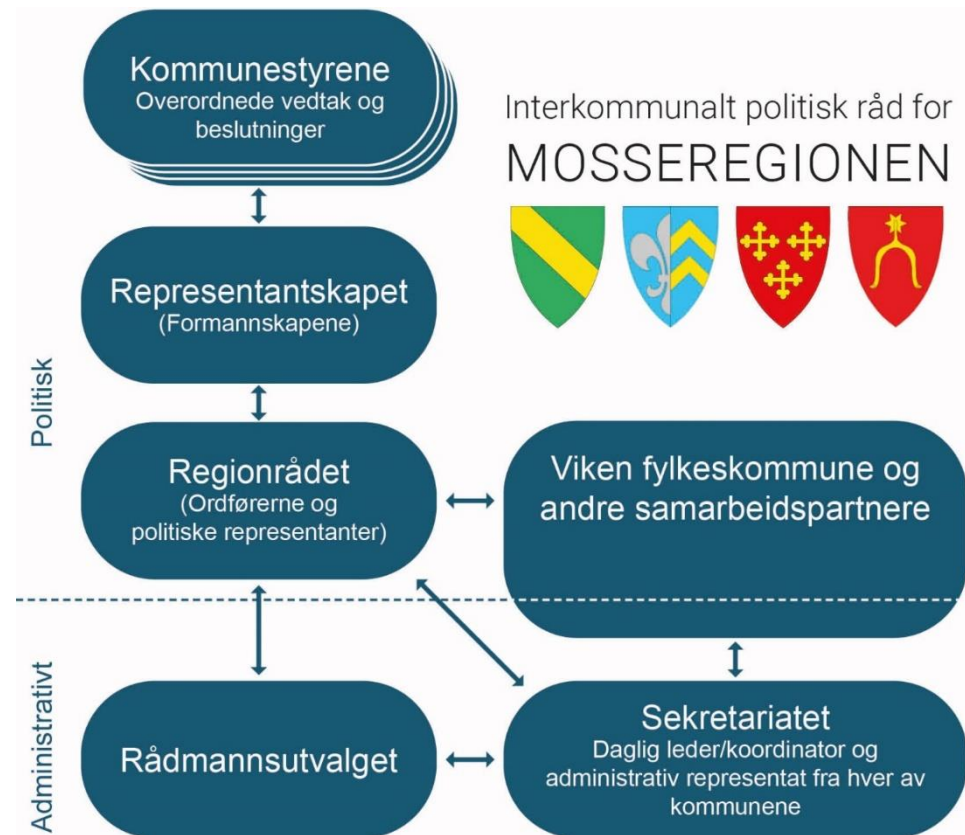 Kommunestyrene
Overordnede vedtak og
beslutninger
Interkommunalt politisk råd for
MOSSEREGIONEN
Representantskapet
(Formannskapene)
Politisk
Regionrådet
(Ordførerne og
politiske representanter)
Viken fylkeskommune og
andre samarbeidspartnere
Administrativt
Rådmannsutvalget
Sekretariatet
Daglig leder/koordinator og
administrativ representat fra hver av
kommunene